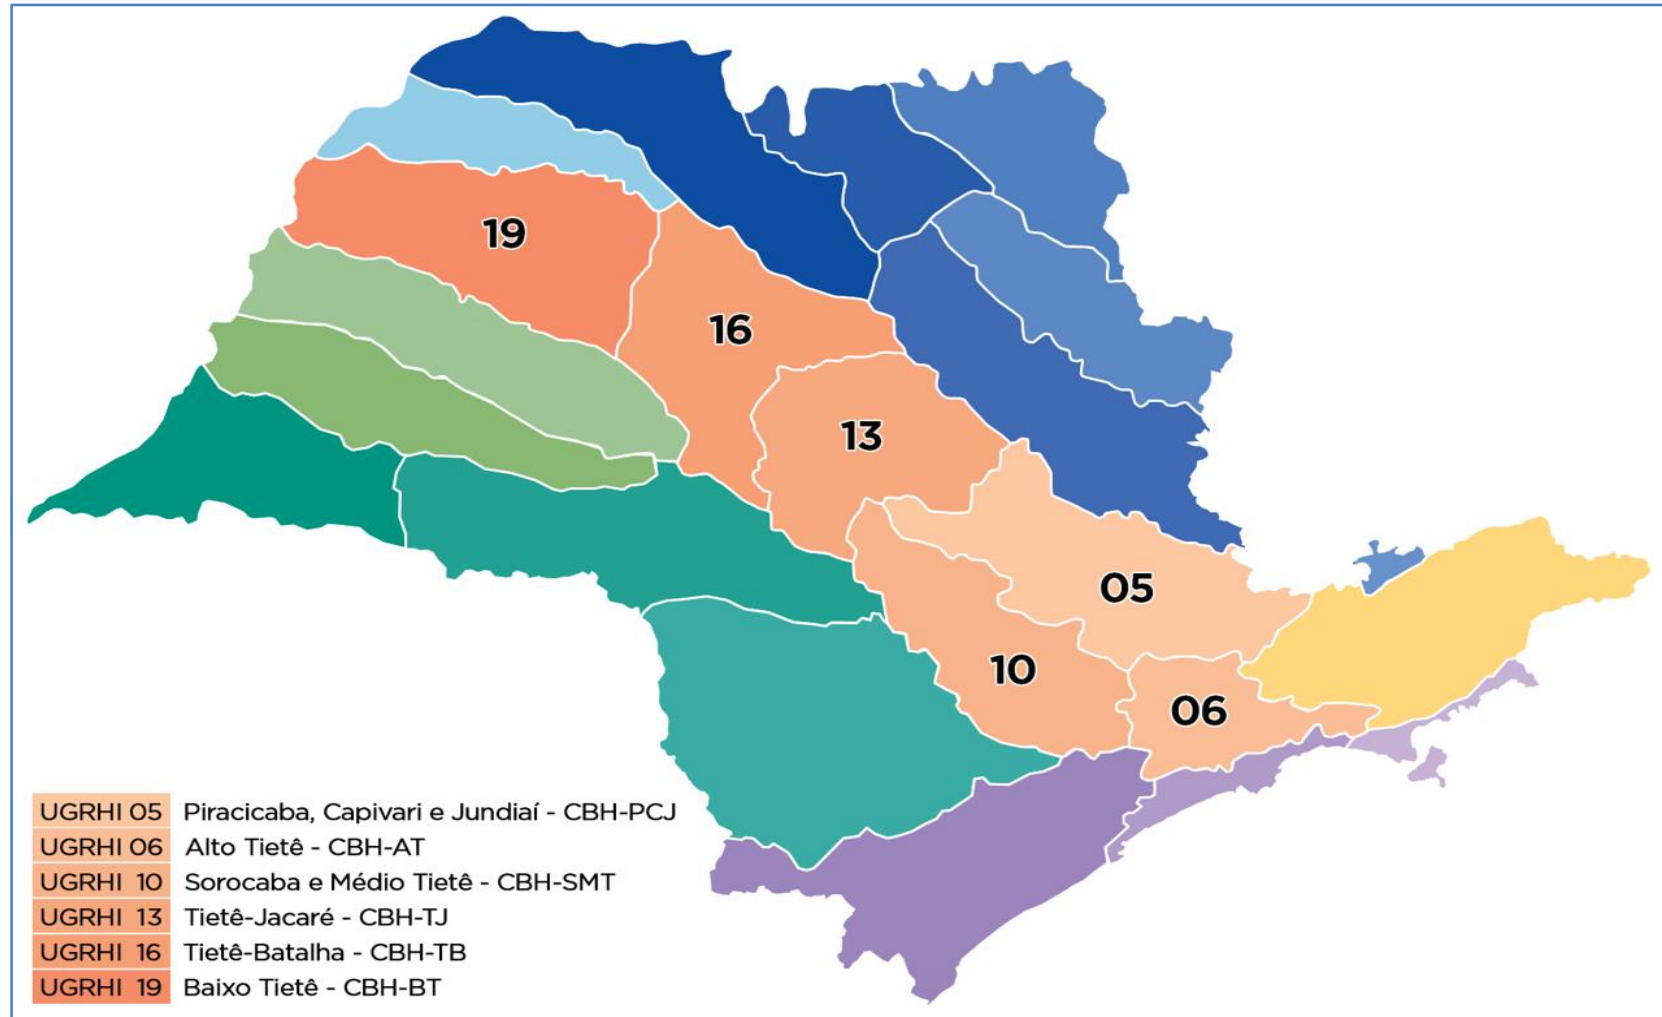 19
16
13
05
10
06
UGRHI 05 Piracicaba, Capivari e Jundiaí - CBH-PCJ
UGRHI 06 Alto Tietê - CBH-AT
UGRHI 10 Sorocaba e Médio Tietê - CBH-SMT
UGRHI 13 Tietê-Jacaré - CBH-TJ
UGRHI 16 Tietê-Batalha - CBH-TB
UGRHI 19 Baixo Tietê - CBH-BT